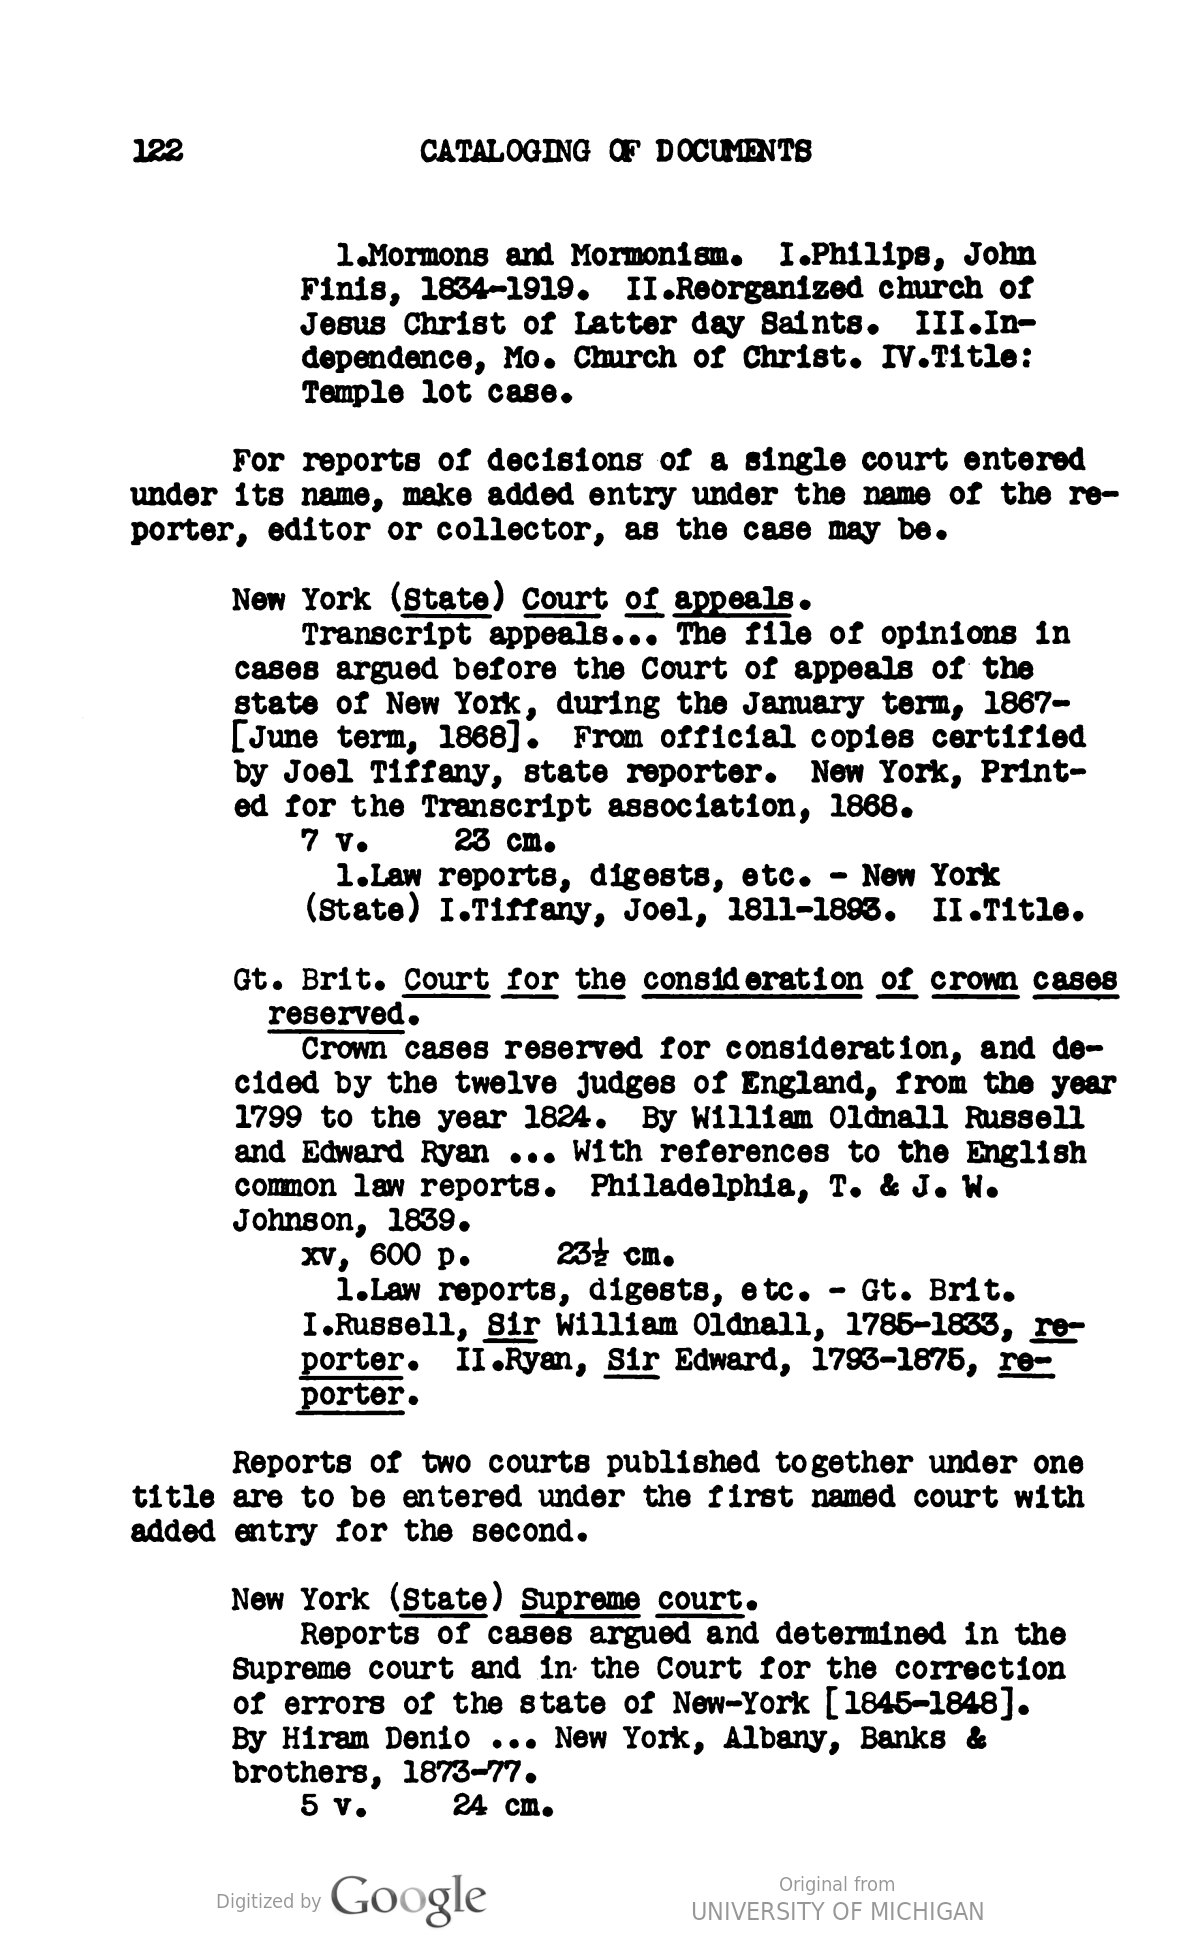 122 CATALOGING OF DOCUMENTS
1.Mormons and Mormonism. I.Philips, John
Finis, 1834-1919. II.Reorganized church of
Jesus Christ of Latter day Saints. III.In-
dependence, Mo. Church of Christ. IV.Title:
Temple lot case.
For reports of decisions of a single court entered
under its name, make added entry under the name of the re-
porter, editor or collector, as the case may be.
New York (State) Court of appeals.
Transcript appeals... The file of opinions in
cases argued before the Court of appeals of the
state of New York, during the January term, 1867-
[June term, 1868]. From official copies certified
by Joel Tiffany, state reporter. New York, Print-
ed for the Transcript association, 1868.
7 v. 23 cm.
1.Law reports, digests, etc. - New York
(State) I.Tiffany, Joel, 1811-1893. II.Title.
Gt. Brit. Court for the consideration of crown cases
reserved.
Crown cases reserved for consideration, and de-
cided by the twelve judges of England, from the year
1799 to the year 1824. By William Oldnall Russell
and Edward Ryan ... With references to the English
common law reports. Philadelphia, T. & J. W.
Johnson, 1839.
xv, 600 p. 23½ cm.
1.Law reports, digests, etc. - Gt. Brit.
I.Russell, Sir William Oldnall, 1785-1833, re-
porter. II.Ryan, Sir Edward, 1793-1875, re-
porter.
Reports of two courts published together under one
title are to be entered under the first named court with
added entry for the second.
New York (State) Supreme court.
Reports of cases argued and determined in the
Supreme court and in the Court for the correction
of errors of the state of New-York [1845-1848].
By Hiram Denio ... New York, Albany, Banks &
brothers, 1873-77.
5 v. 24 cm.
Digitized by Google
Original from
UNIVERSITY OF MICHIGAN